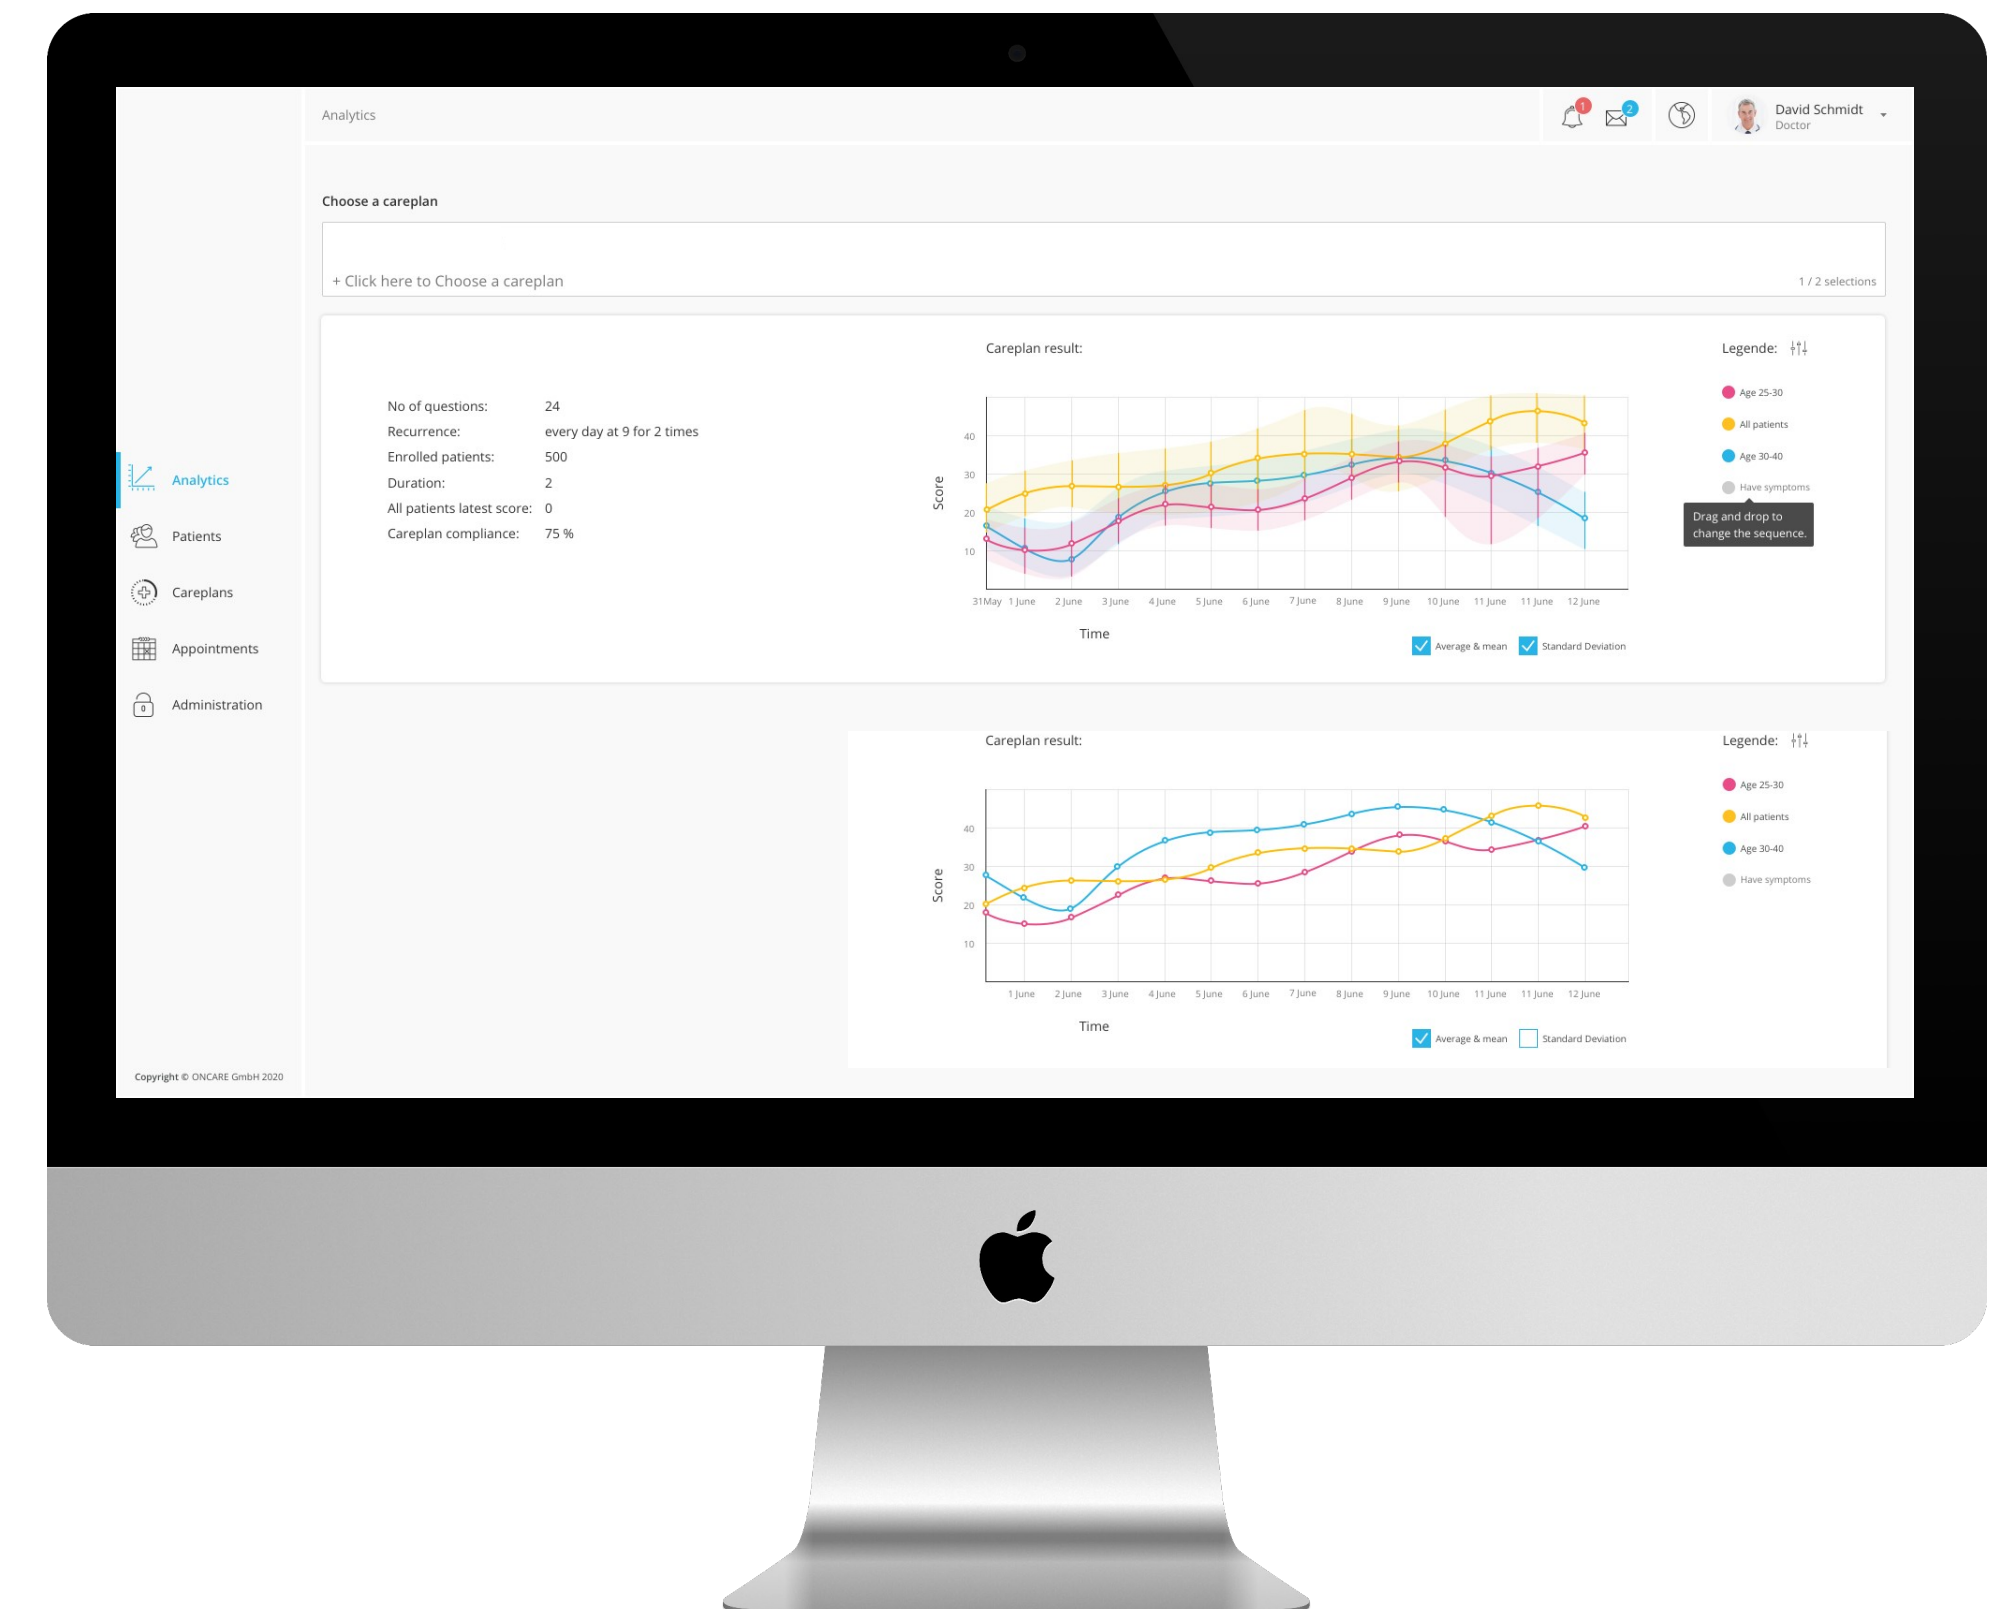 Analytics
1
2
David Schmidt
Doctor
Choose a careplan
+ Click here to Choose a careplan
1 / 2 selections
Analytics
Patients
Careplans
Appointments
Administration
Copyright © ONCARE GmbH 2020
No of questions: 24
Recurrence: every day at 9 for 2 times
Enrolled patients: 500
Duration: 2
All patients latest score: 0
Careplan compliance: 75 %
Careplan result:
Score
40
30
20
10
31May 1 June 2 June 3 June 4 June 5 June 6 June 7 June 8 June 9 June 10 June 11 June 11 June 12 June
Time
Average & mean Standard Deviation
Legende:
Age 25-30
All patients
Age 30-40
Have symptoms
Drag and drop to
change the sequence.
Careplan result:
Score
40
30
20
10
1 June 2 June 3 June 4 June 5 June 6 June 7 June 8 June 9 June 10 June 11 June 11 June 12 June
Time
Average & mean Standard Deviation
Legende:
Age 25-30
All patients
Age 30-40
Have symptoms